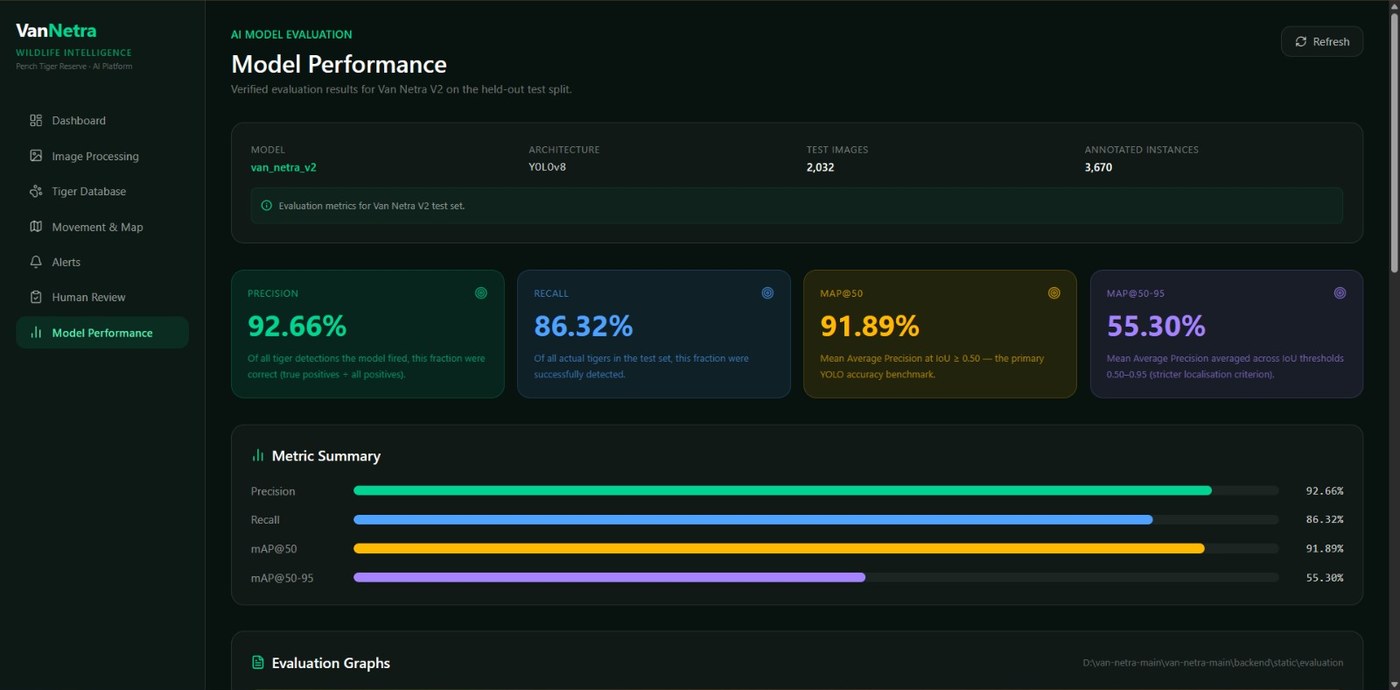 VanNetra
WILDLIFE INTELLIGENCE
Pench Tiger Reserve - AI Platform
Dashboard
Image Processing
Tiger Database
Movement & Map
Alerts
Human Review
Model Performance
AI MODEL EVALUATION
Model Performance
Verified evaluation results for Van Netra V2 on the held-out test split.
Refresh
MODEL
van_netra_v2
ARCHITECTURE
YOLOv8
TEST IMAGES
2,032
ANNOTATED INSTANCES
3,670
Evaluation metrics for Van Netra V2 test set.
PRECISION
92.66%
Of all tiger detections the model fired, this fraction were
correct (true positives ÷ all positives).
RECALL
86.32%
Of all actual tigers in the test set, this fraction were
successfully detected.
MAP@50
91.89%
Mean Average Precision at IoU ≥ 0.50 — the primary
YOLO accuracy benchmark.
MAP@50-95
55.30%
Mean Average Precision averaged across IoU thresholds
0.50–0.95 (stricter localisation criterion).
Metric Summary
Precision 92.66%
Recall 86.32%
mAP@50 91.89%
mAP@50-95 55.30%
Evaluation Graphs
D:\van-netra-main\van-netra-main\backend\static\evaluation